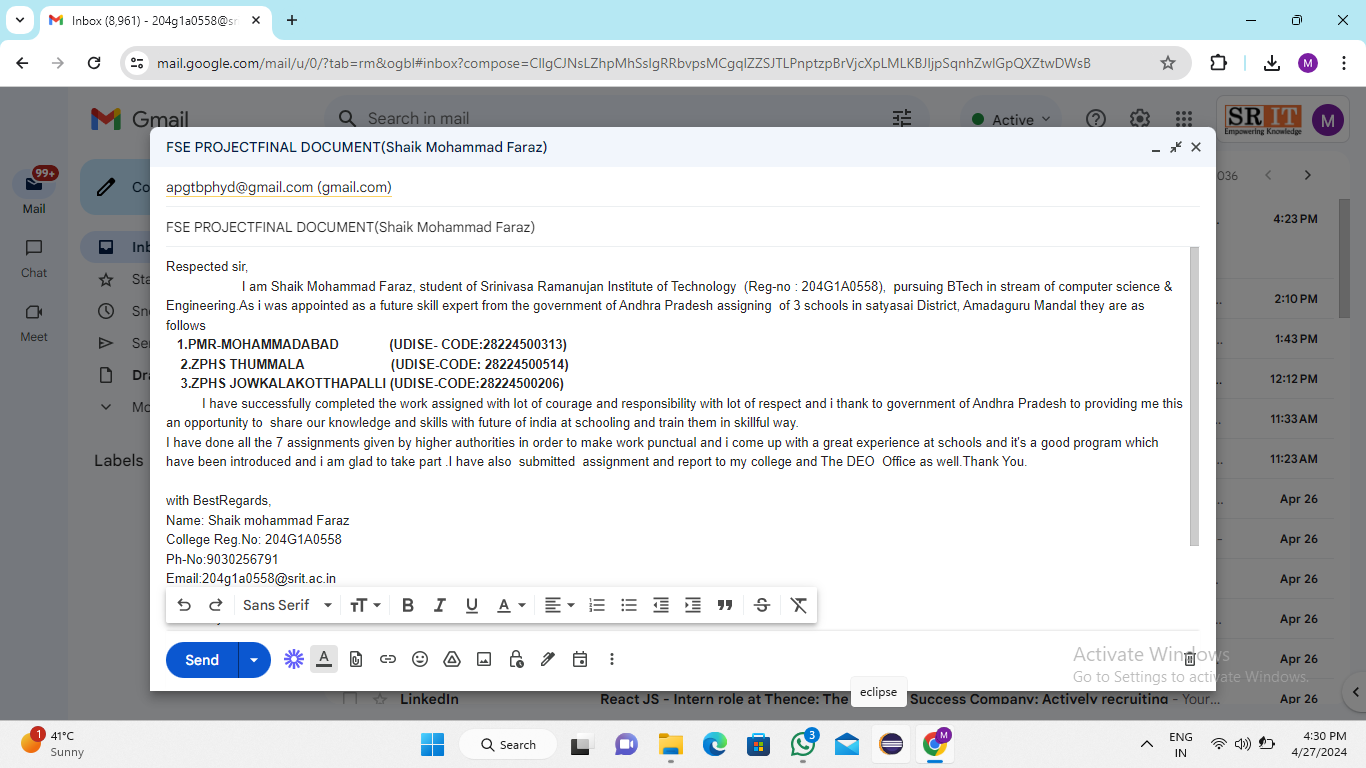 Inbox (8,961) - 204g1a0558@sr
mail.google.com/mail/u/0/?tab=rm&ogbl#inbox?compose=CllgCJNsLZhpMhSslgRRbvpsMCgqlZZSJTLPnptzpBrVjcXpLMLKBJljpSqnhZwlGpQXZtwDWsB
M
Gmail
Search in mail
Active
SRIT
Empowering Knowledge
M
FSE PROJECTFINAL DOCUMENT(Shaik Mohammad Faraz)
99+
Mail
Chat
Meet
Co
Inb
Sta
Sn
Se
Dra
Mo
Labels
036
apgtbphyd@gmail.com (gmail.com)
FSE PROJECTFINAL DOCUMENT(Shaik Mohammad Faraz)
Respected sir,
I am Shaik Mohammad Faraz, student of Srinivasa Ramanujan Institute of Technology (Reg-no : 204G1A0558), pursuing BTech in stream of computer science &
Engineering.As i was appointed as a future skill expert from the government of Andhra Pradesh assigning of 3 schools in satyasai District, Amadaguru Mandal they are as
follows
1.PMR-MOHAMMADABAD (UDISE- CODE:28224500313)
2.ZPHS THUMMALA (UDISE-CODE: 28224500514)
3.ZPHS JOWKALAKOTTHAPALLI (UDISE-CODE:28224500206)
I have successfully completed the work assigned with lot of courage and responsibility with lot of respect and i thank to government of Andhra Pradesh to providing me this
an opportunity to share our knowledge and skills with future of india at schooling and train them in skillful way.
I have done all the 7 assignments given by higher authorities in order to make work punctual and i come up with a great experience at schools and it's a good program which
have been introduced and i am glad to take part .I have also submitted assignment and report to my college and The DEO Office as well.Thank You.
with BestRegards,
Name: Shaik mohammad Faraz
College Reg.No: 204G1A0558
Ph-No:9030256791
Email:204g1a0558@srit.ac.in
Sans Serif
Send
4:23 PM
2:10 PM
1:43 PM
12:12 PM
11:33 AM
11:23 AM
Apr 26
Apr 26
Apr 26
Apr 26
Apr 26
Activate Windows
Go to Settings to activate Windows.
eclipse
LinkedIn
React JS - Intern role at Thence: The Success Company: Actively recruiting - Your...
Apr 26
1
41°C
Sunny
Search
3
M
ENG
IN
4:30 PM
4/27/2024